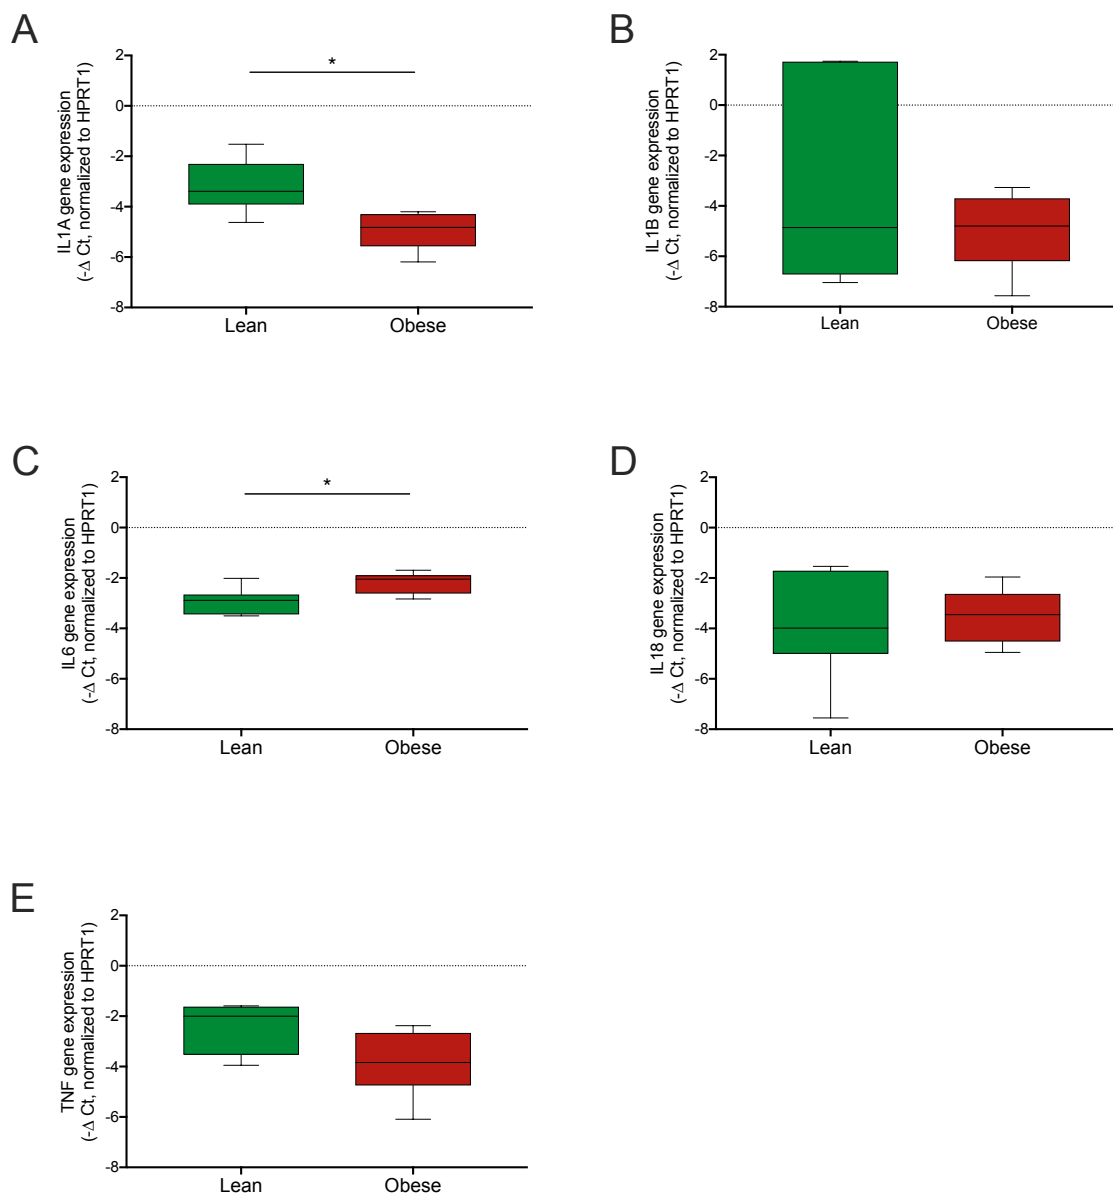 A
IL1A gene expression
(-Δ Ct, normalized to HPRT1)
2
0
-2
-4
-6
-8
*
Lean
Obese
B
IL1B gene expression
(-Δ Ct, normalized to HPRT1)
2
0
-2
-4
-6
-8
Lean
Obese
C
IL6 gene expression
(-Δ Ct, normalized to HPRT1)
2
0
-2
-4
-6
-8
*
Lean
Obese
D
IL18 gene expression
(-Δ Ct, normalized to HPRT1)
2
0
-2
-4
-6
-8
Lean
Obese
E
TNF gene expression
(-Δ Ct, normalized to HPRT1)
2
0
-2
-4
-6
-8
Lean
Obese